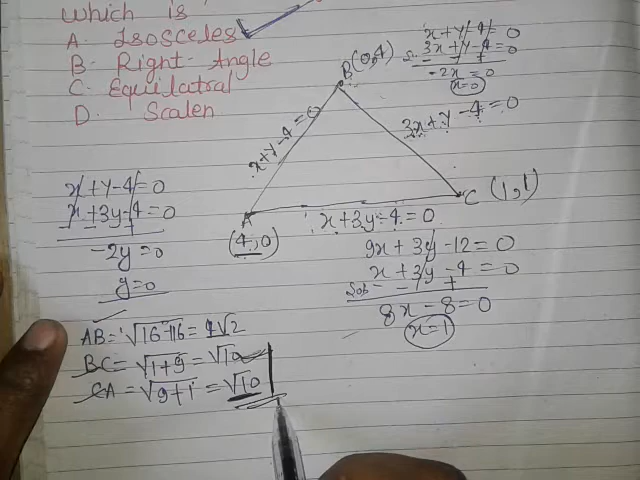 which is
A. Isosceles
B. Right-Angle
C. Equilatral
D. Scalen
x+y-4=0
3x+y-4=0
- - +
-2x=0
x=0
B (0,4)
x+y-4=0
3x+y-4=0
A
(4,0)
C (1,1)
x+3y-4=0
x+y-4=0
x+3y-4=0
- - +
-2y=0
y=0
9x+3y-12=0
x+3y-4=0
- - +
8x-8=0
x=1
AB=√16+16=4√2
BC=√1+9=√10
CA=√9+1=√10